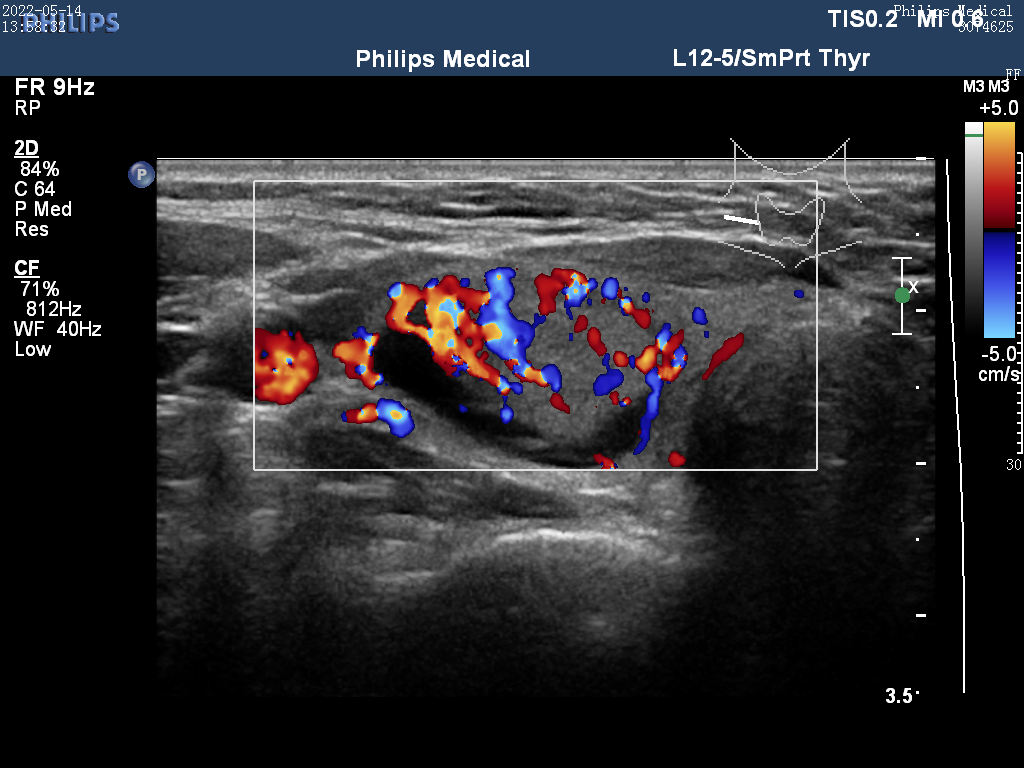 2022-05-14
PHILIPS
13:58:32
TIS0.2 MI 0.6
Philips Medical
Philips Medical
L12-5/SmPrt Thyr
FF
FR 9Hz
RP
M3 M3
+5.0
2D
84%
C 64
P Med
Res
P
CF
71%
812Hz
WF 40Hz
Low
x
-5.0
cm/s
30
3.5